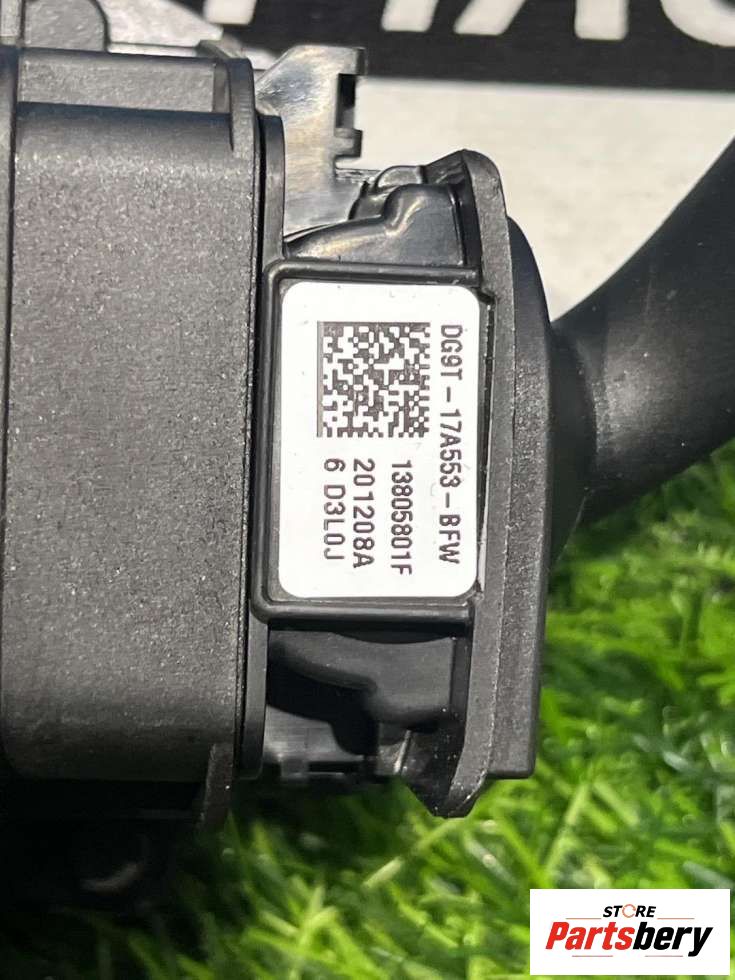 DG9T-17A553-BFW
13805801F
201208A
6 D3L0J
STORE
Partsbery